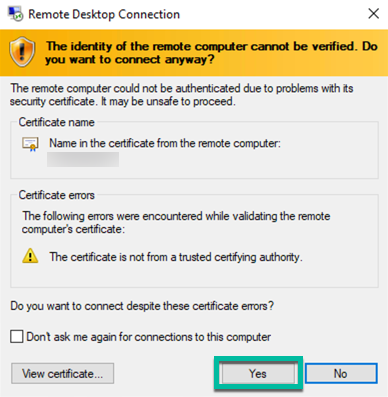 Remote Desktop Connection
The identity of the remote computer cannot be verified. Do
you want to connect anyway?
The remote computer could not be authenticated due to problems with its
security certificate. It may be unsafe to proceed.
Certificate name
Name in the certificate from the remote computer:
Certificate errors
The following errors were encountered while validating the remote
computer's certificate:
The certificate is not from a trusted certifying authority.
Do you want to connect despite these certificate errors?
Don't ask me again for connections to this computer
View certificate...
Yes
No